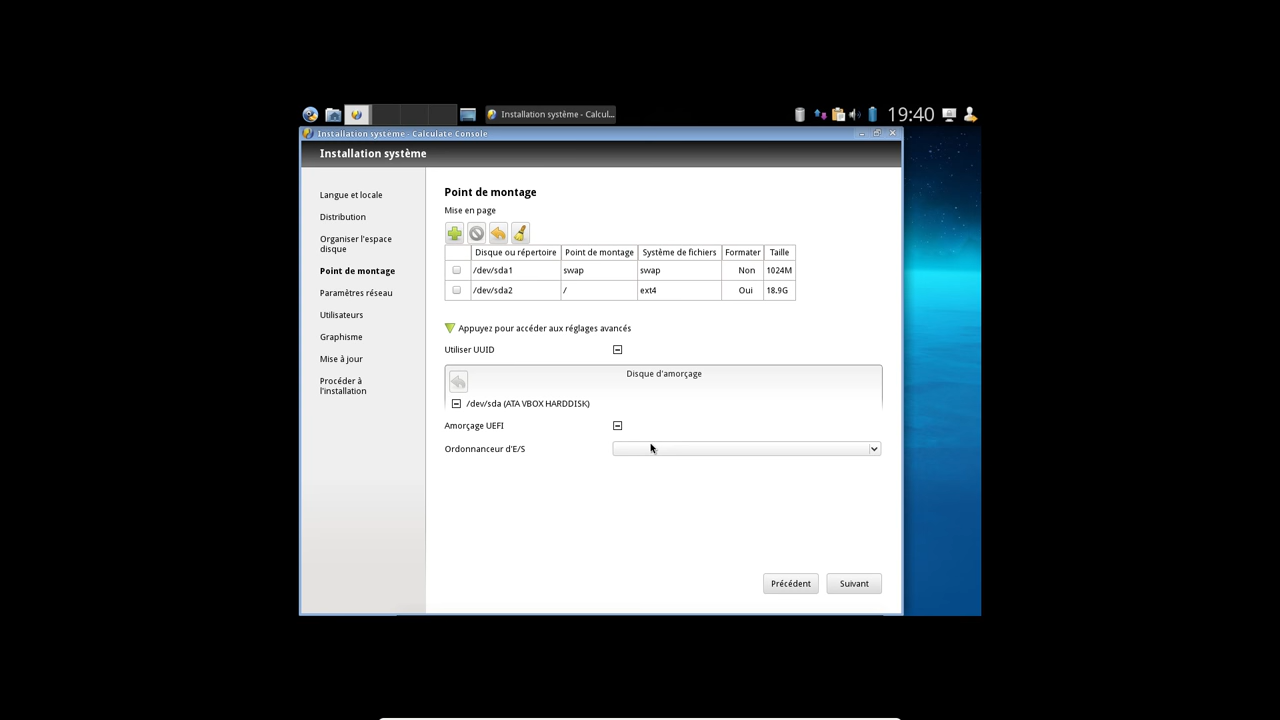 Installation système - Calcul...
19:40
Installation système - Calculate Console
Installation système
Langue et locale
Distribution
Organiser l'espace
disque
Point de montage
Paramètres réseau
Utilisateurs
Graphisme
Mise à jour
Procéder à
l'installation
Point de montage
Mise en page
Disque ou répertoire Point de montage Système de fichiers Formater Taille
/dev/sda1 swap swap Non 1024M
/dev/sda2 / ext4 Oui 18.9G
Appuyez pour accéder aux réglages avancés
Utiliser UUID
Disque d'amorçage
/dev/sda (ATA VBOX HARDDISK)
Amorçage UEFI
Ordonnanceur d'E/S
Précédent Suivant